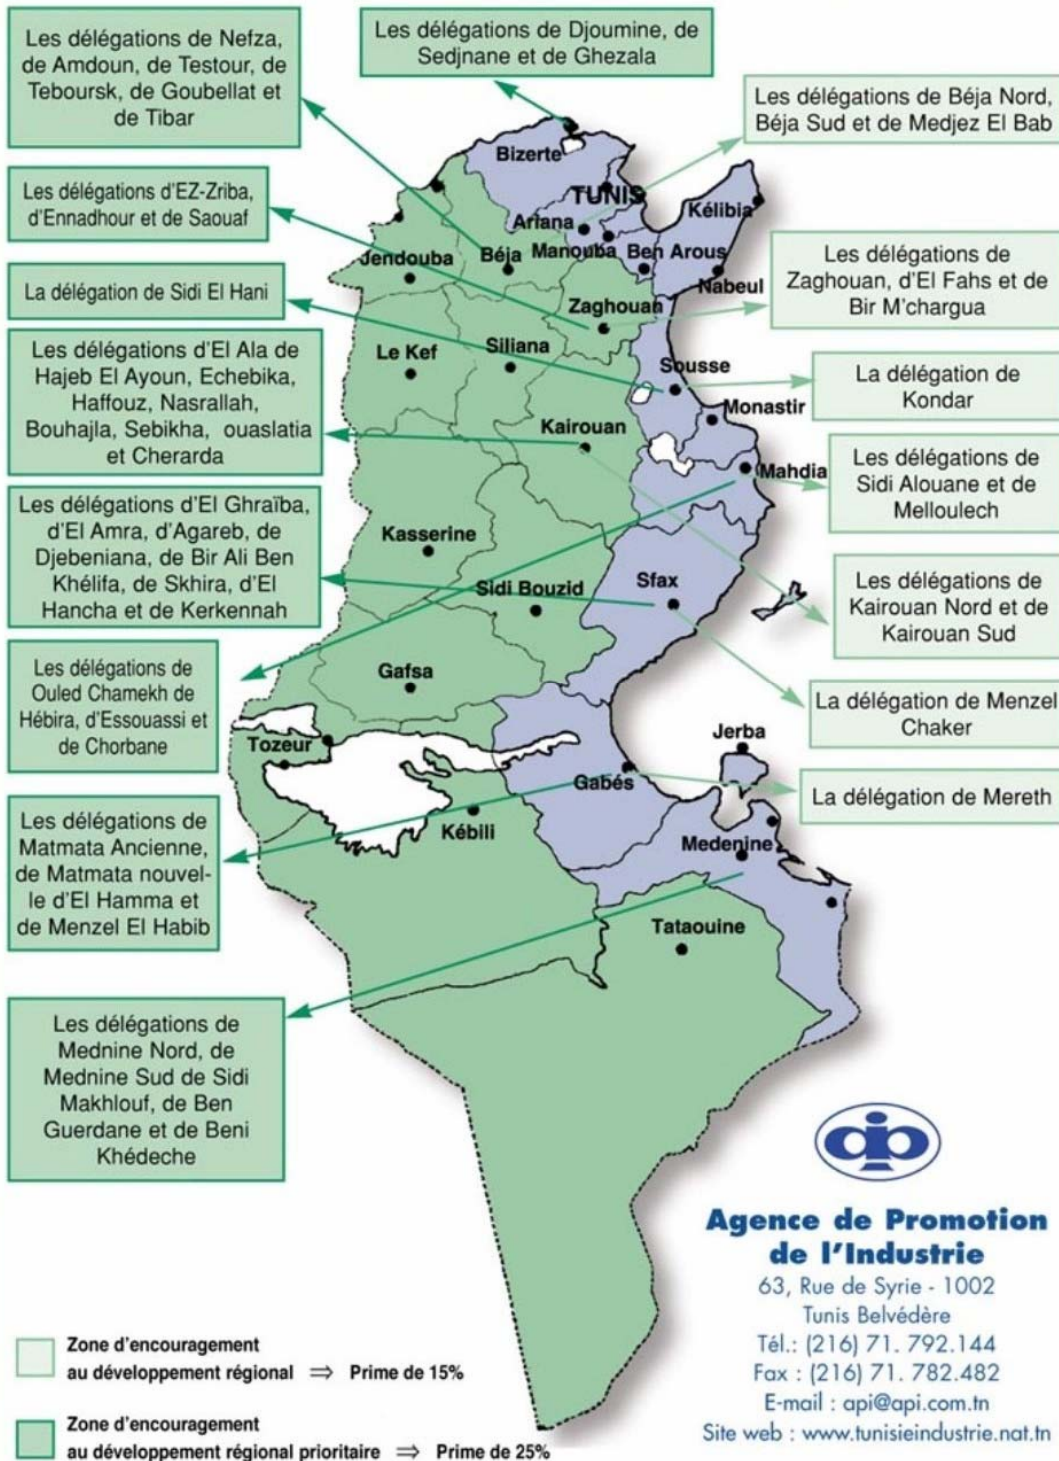 Les délégations de Nefza,
de Amdoun, de Testour, de
Teboursk, de Goubellat et
de Tibar
Les délégations de Djoumine, de
Sedjnane et de Ghezala
Les délégations de Béja Nord,
Béja Sud et de Medjez El Bab
Les délégations d'EZ-Zriba,
d'Ennadhour et de Saouaf
La délégation de Sidi El Hani
Les délégations de
Zaghouan, d'El Fahs et de
Bir M'chargua
Les délégations d'El Ala de
Hajeb El Ayoun, Echebika,
Haffouz, Nasrallah,
Bouhajla, Sebikha, ouaslatia
et Cherarda
La délégation de
Kondar
Les délégations d'El Ghraïba,
d'El Amra, d'Agareb, de
Djebeniana, de Bir Ali Ben
Khélifa, de Skhira, d'El
Hancha et de Kerkennah
Les délégations de
Sidi Alouane et de
Melloulech
Les délégations de
Kairouan Nord et de
Kairouan Sud
Les délégations de
Ouled Chamekh de
Hébira, d'Essouassi et
de Chorbane
La délégation de Menzel
Chaker
La délégation de Mereth
Les délégations de
Matmata Ancienne,
de Matmata nouvel-
le d'El Hamma et
de Menzel El Habib
Les délégations de
Mednine Nord, de
Mednine Sud de Sidi
Makhlouf, de Ben
Guerdane et de Beni
Khédeche
Bizerte
TUNIS
Ariana
Kélibia
Manouba
Ben Arous
Béja
Jendouba
Nabeul
Zaghouan
Le Kef
Siliana
Sousse
Monastir
Kairouan
Mahdia
Kasserine
Sidi Bouzid
Sfax
Gafsa
Tozeur
Jerba
Gabés
Kébili
Medenine
Tataouine
Agence de Promotion
de l'Industrie
63, Rue de Syrie - 1002
Tunis Belvédère
Tél.: (216) 71. 792.144
Fax : (216) 71. 782.482
E-mail : api@api.com.tn
Site web : www.tunisieindustrie.nat.tn
Zone d'encouragement
au développement régional ⇒ Prime de 15%
Zone d'encouragement
au développement régional prioritaire ⇒ Prime de 25%